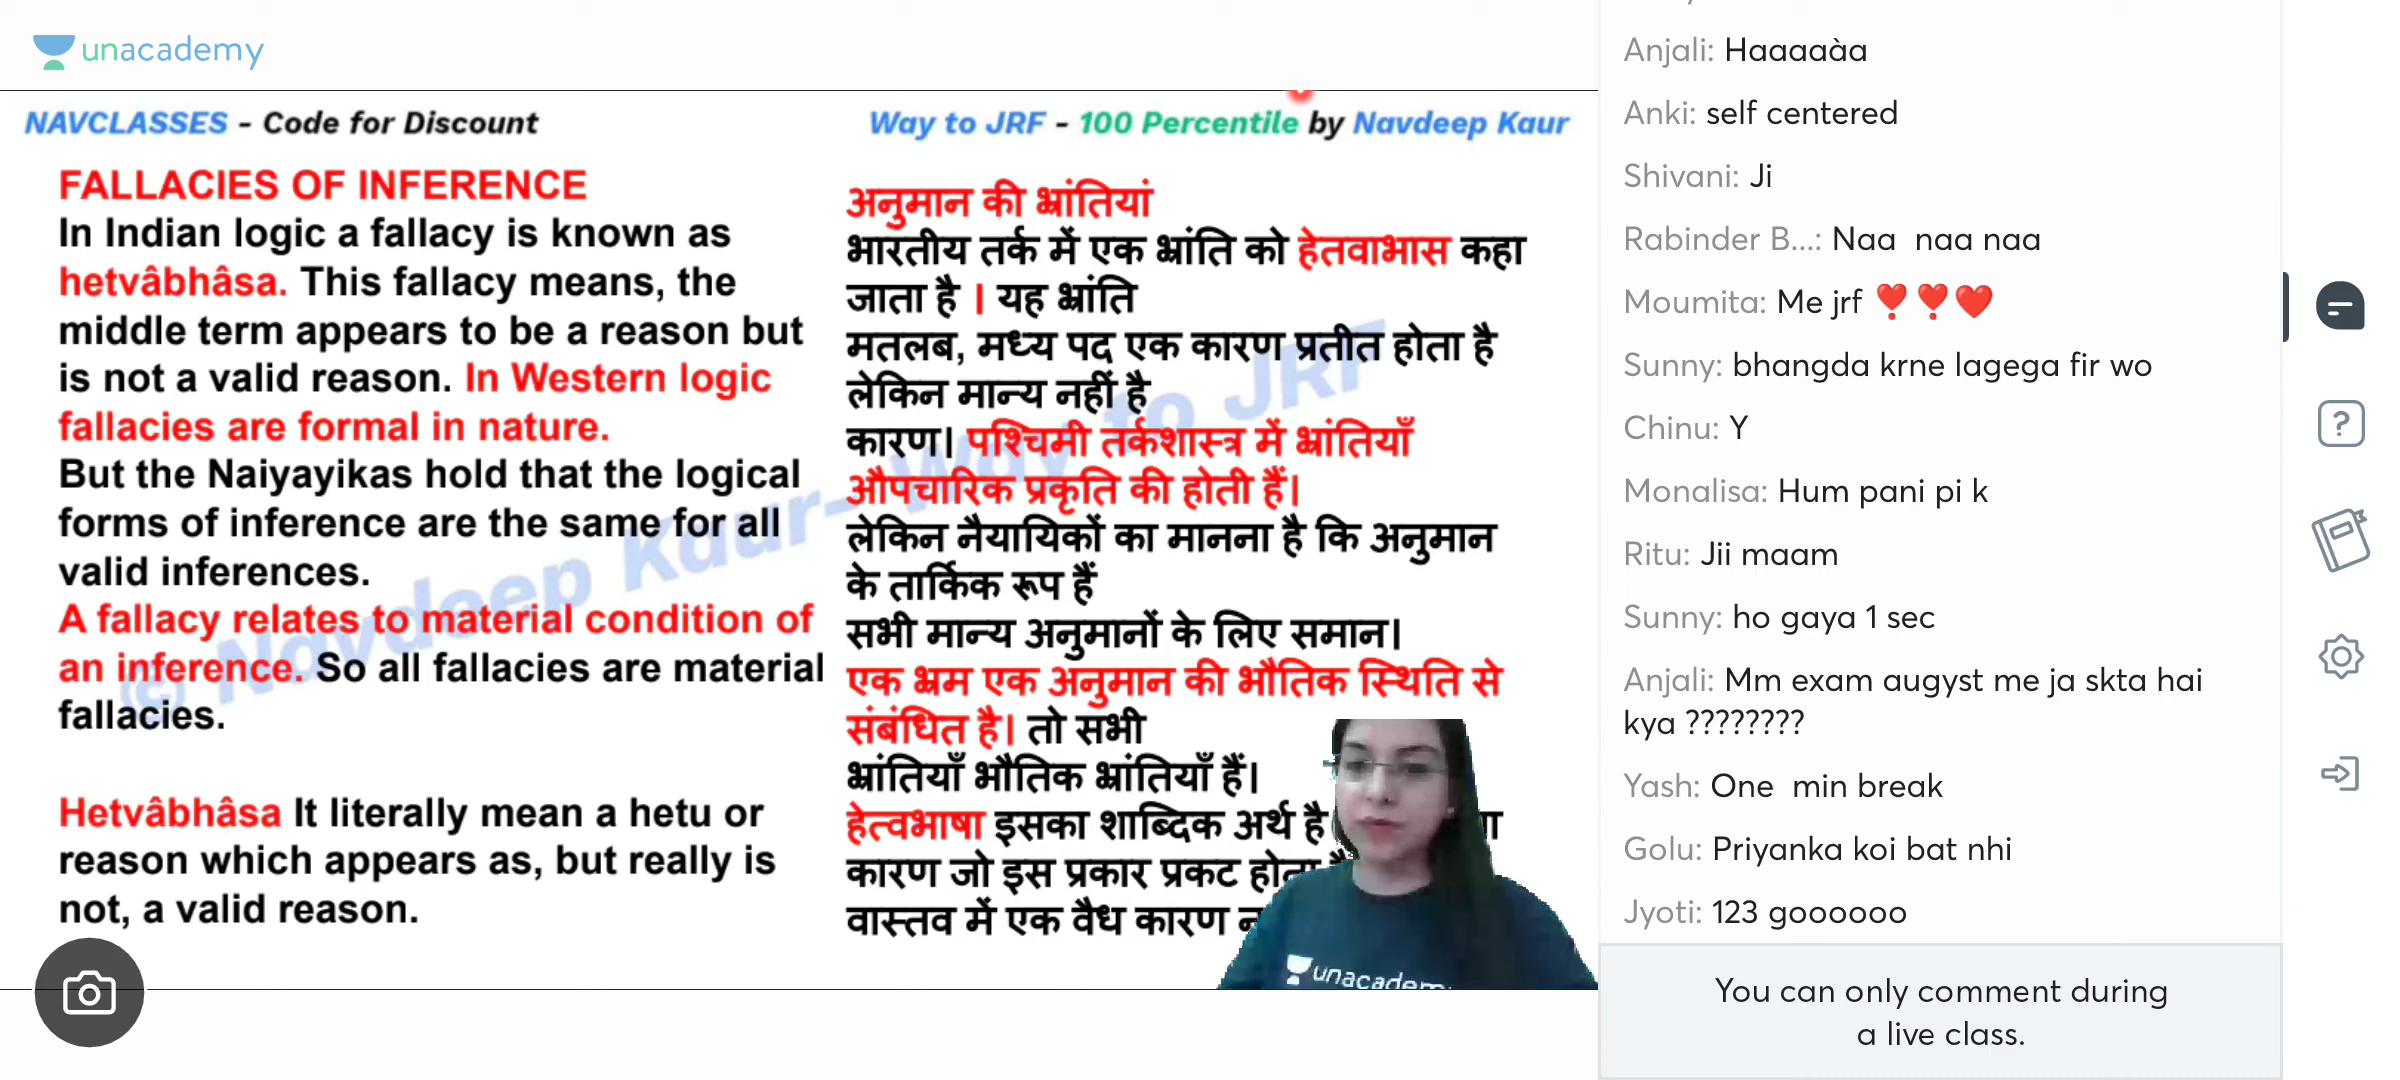 unacademy
NAVCLASSES - Code for Discount
Way to JRF - 100 Percentile by Navdeep Kaur
FALLACIES OF INFERENCE
In Indian logic a fallacy is known as
hetvâbhâsa. This fallacy means, the
middle term appears to be a reason but
is not a valid reason. In Western logic
fallacies are formal in nature.
But the Naiyayikas hold that the logical
forms of inference are the same for all
valid inferences.
A fallacy relates to material condition of
an inference. So all fallacies are material
fallacies.
Hetvâbhâsa It literally mean a hetu or
reason which appears as, but really is
not, a valid reason.
अनुमान की भ्रांतियां
भारतीय तर्क में एक भ्रांति को हेतवाभास कहा
जाता है । यह भ्रांति
मतलब, मध्य पद एक कारण प्रतीत होता है
लेकिन मान्य नहीं है
कारण। पश्चिमी तर्कशास्त्र में भ्रांतियाँ
औपचारिक प्रकृति की होती हैं।
लेकिन नैयायिकों का मानना है कि अनुमान
के तार्किक रूप हैं
सभी मान्य अनुमानों के लिए समान।
एक भ्रम एक अनुमान की भौतिक स्थिति से
संबंधित है। तो सभी
भ्रांतियाँ भौतिक भ्रांतियाँ हैं।
हेत्वभाषा इसका शाब्दिक अर्थ है
कारण जो इस प्रकार प्रकट होता
वास्तव में एक वैध कारण
© Navdeep Kaur- Way to JRF
unacademy
Anjali: Haaaaàa
Anki: self centered
Shivani: Ji
Rabinder B...: Naa naa naa
Moumita: Me jrf ❣️❣️❤️
Sunny: bhangda krne lagega fir wo
Chinu: Y
Monalisa: Hum pani pi k
Ritu: Jii maam
Sunny: ho gaya 1 sec
Anjali: Mm exam augyst me ja skta hai
kya ????????
Yash: One min break
Golu: Priyanka koi bat nhi
Jyoti: 123 goooooo
You can only comment during
a live class.